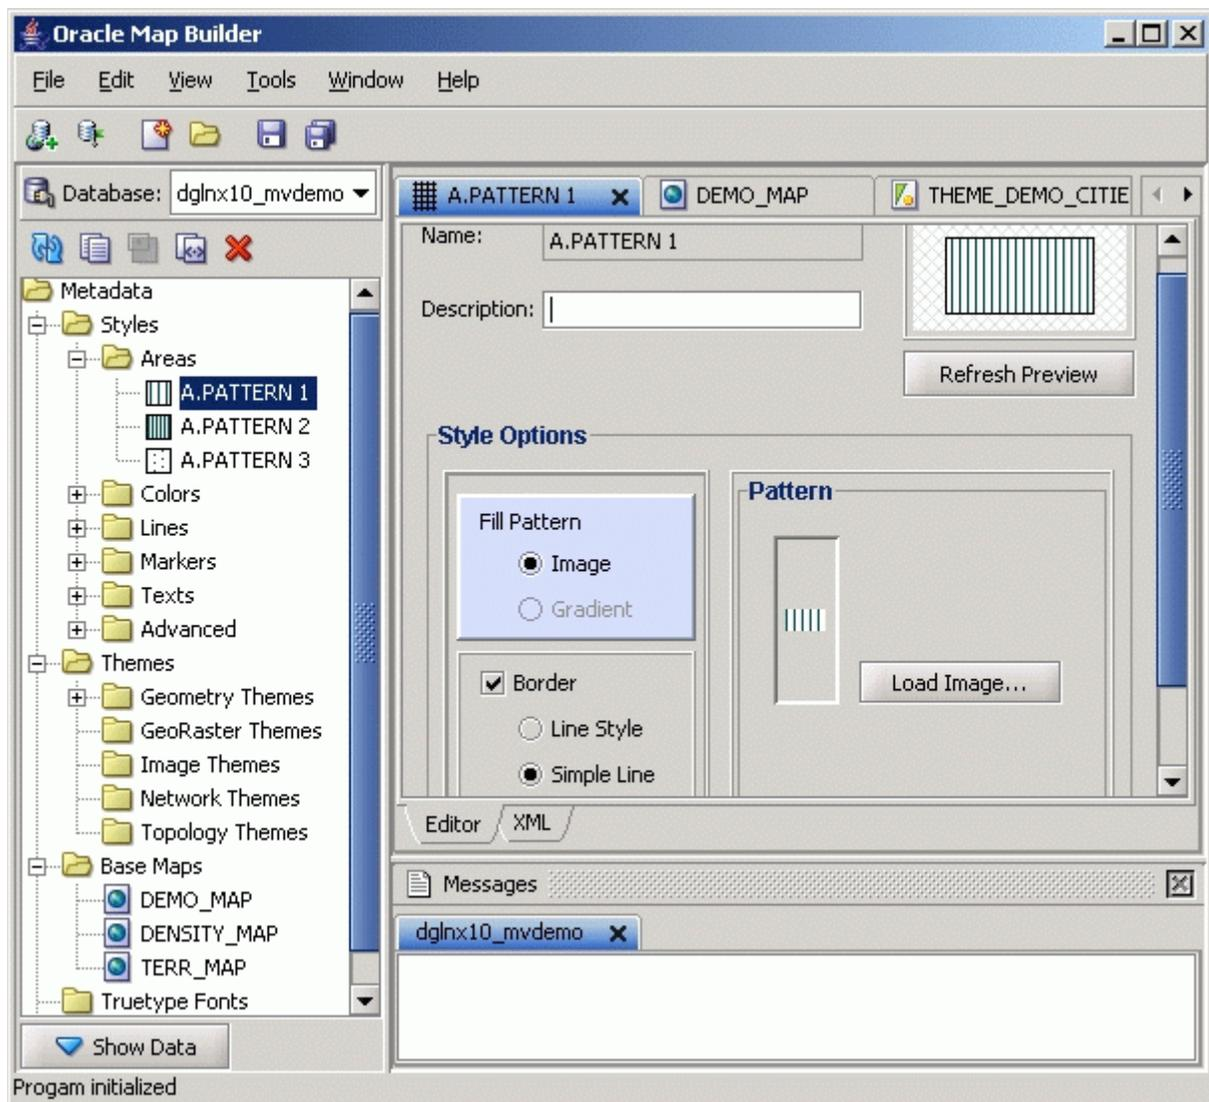 Oracle Map Builder
File Edit View Tools Window Help
Database: dglnx10_mvdemo
Metadata
Styles
Areas
A.PATTERN 1
A.PATTERN 2
A.PATTERN 3
Colors
Lines
Markers
Texts
Advanced
Themes
Geometry Themes
GeoRaster Themes
Image Themes
Network Themes
Topology Themes
Base Maps
DEMO_MAP
DENSITY_MAP
TERR_MAP
Truetype Fonts
Show Data
A.PATTERN 1 DEMO_MAP THEME_DEMO_CITIE
Name: A.PATTERN 1
Description:
Refresh Preview
Style Options
Fill Pattern
Image
Gradient
Border
Line Style
Simple Line
Pattern
Load Image...
Editor XML
Messages
dglnx10_mvdemo
Progam initialized